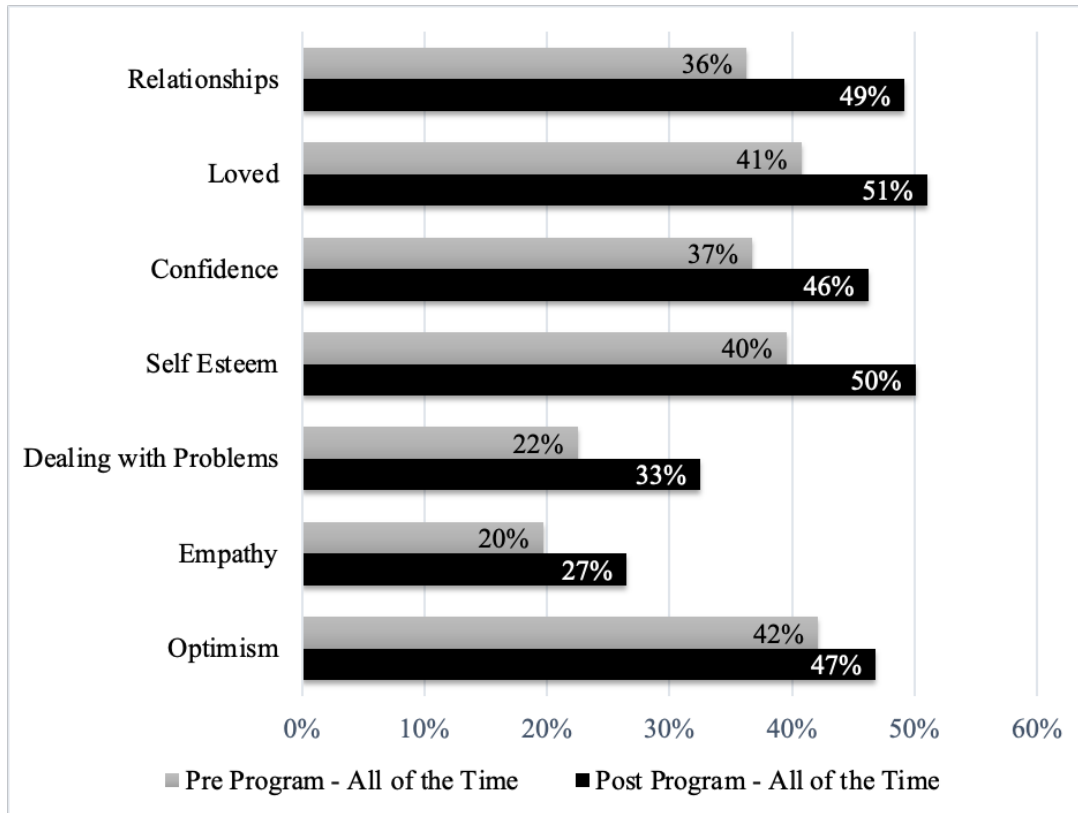 Relationships
36%
49%
Loved
41%
51%
Confidence
37%
46%
Self Esteem
40%
50%
Dealing with Problems
22%
33%
Empathy
20%
27%
Optimism
42%
47%
0% 10% 20% 30% 40% 50% 60%
Pre Program - All of the Time Post Program - All of the Time